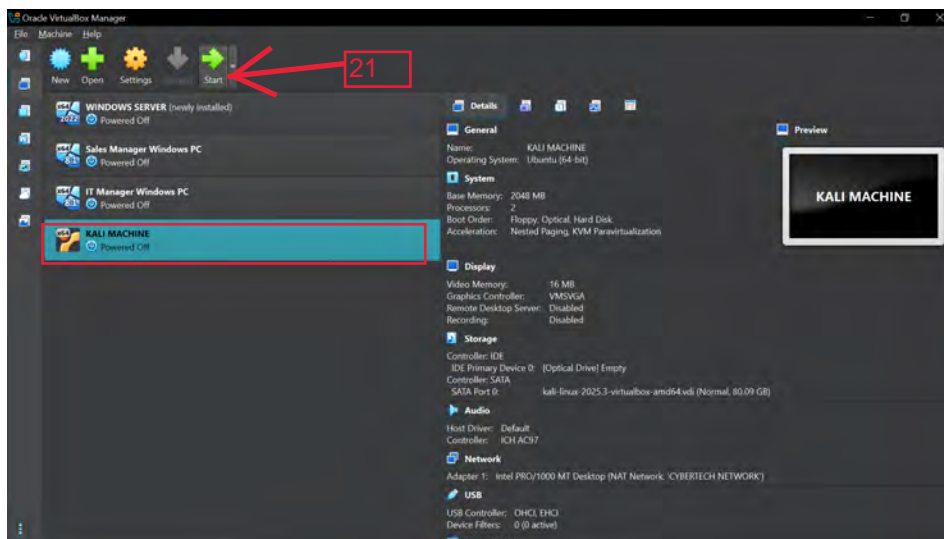 Oracle VirtualBox Manager
File Machine Help
New Open Settings Start
21
WINDOWS SERVER (newly installed)
Powered Off
Sales Manager Windows PC
Powered Off
IT Manager Windows PC
Powered Off
KALI MACHINE
Powered Off
Details
General
Name: KALI MACHINE
Operating System: Ubuntu (64-bit)
System
Base Memory: 2048 MB
Processors: 2
Boot Order: Floppy, Optical, Hard Disk
Acceleration: Nested Paging, KVM Paravirtualization
Preview
KALI MACHINE
Display
Video Memory: 16 MB
Graphics Controller: VMSVGA
Remote Desktop Server: Disabled
Recording: Disabled
Storage
Controller: IDE
IDE Primary Device 0: [Optical Drive] Empty
Controller: SATA
SATA Port 0: kali-linux-2025.3-virtualbox-amd64.vdi (Normal, 80.09 GB)
Audio
Host Driver: Default
Controller: ICH AC97
Network
Adapter 1: Intel PRO/1000 MT Desktop (NAT Network, 'CYBERTECH NETWORK')
USB
USB Controller: OHCI, EHCI
Device Filters: 0 (0 active)